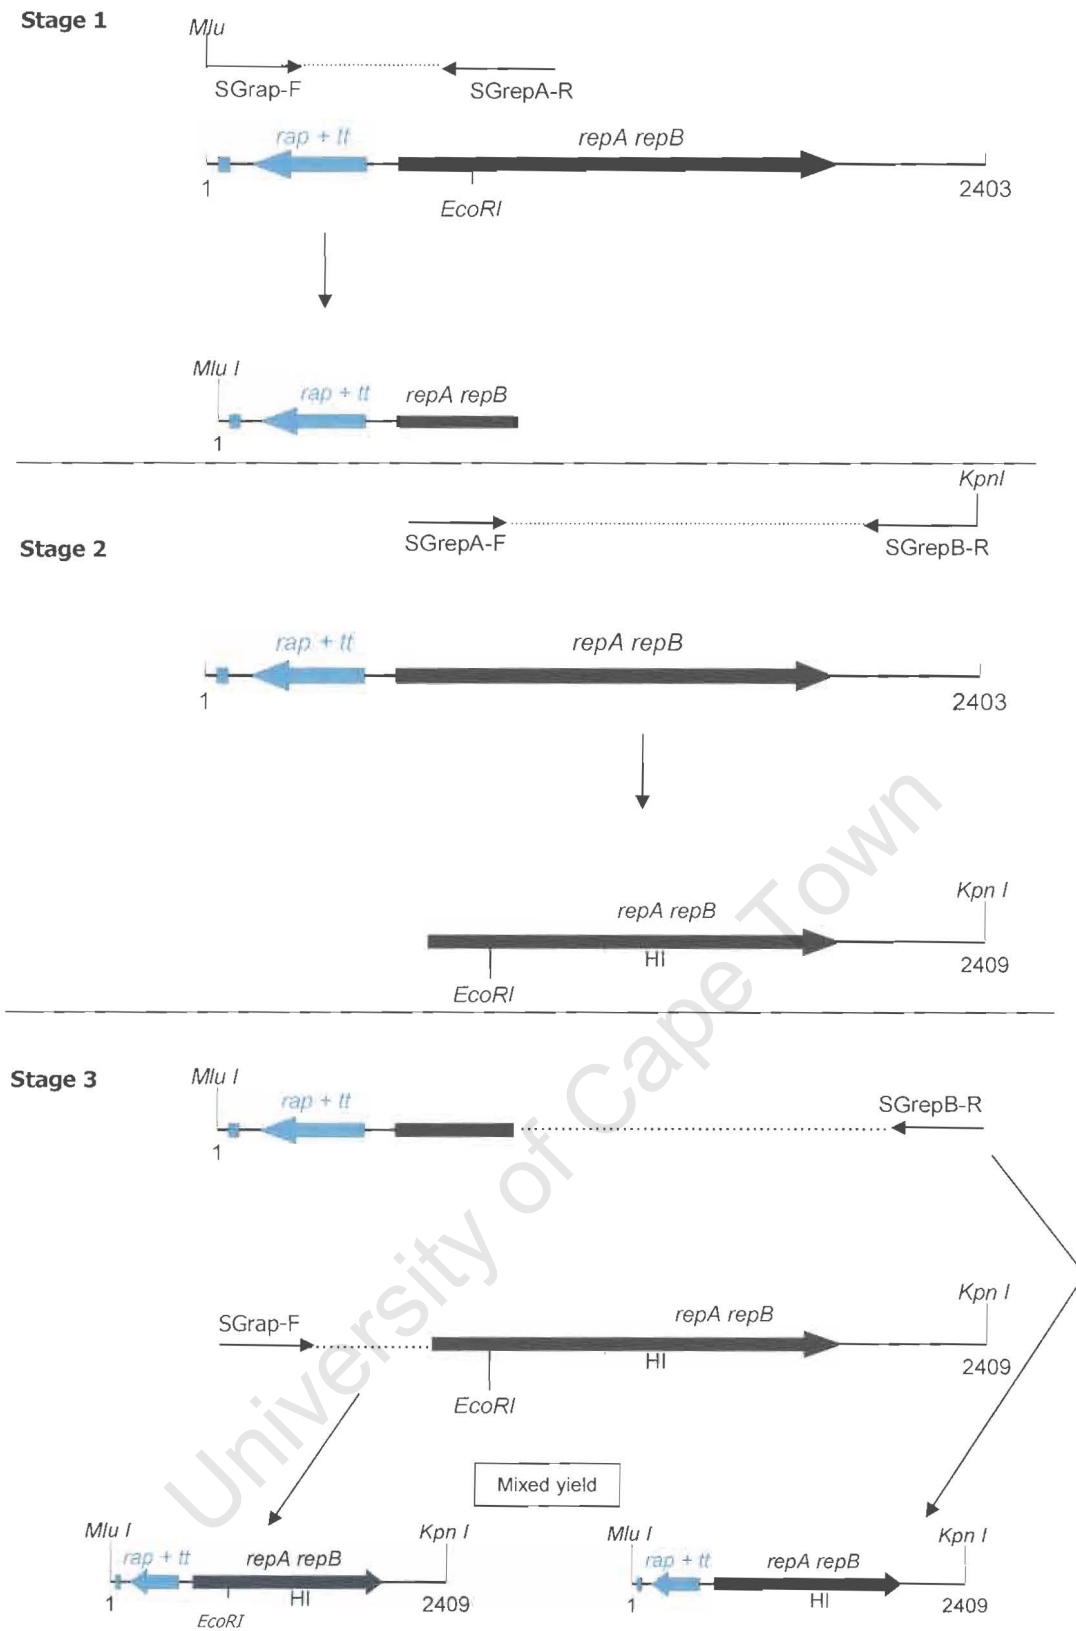 Stage 1
Mlu
SGrap-F
SGrepA-R
rap + tt
repA repB
1
2403
EcoRI
Mlu I
rap + tt
repA repB
1
KpnI
Stage 2
SGrepA-F
SGrepB-R
rap + tt
repA repB
1
2403
repA repB
Kpn I
HI
2409
EcoRI
Stage 3
Mlu I
rap + tt
SGrepB-R
1
SGrap-F
repA repB
Kpn I
HI
2409
EcoRI
Mixed yield
Mlu I
Kpn I
Mlu I
Kpn I
rap + tt
repA repB
rap + tt
repA repB
1
HI
2409
1
HI
2409
EcoRI
University of Cape Town